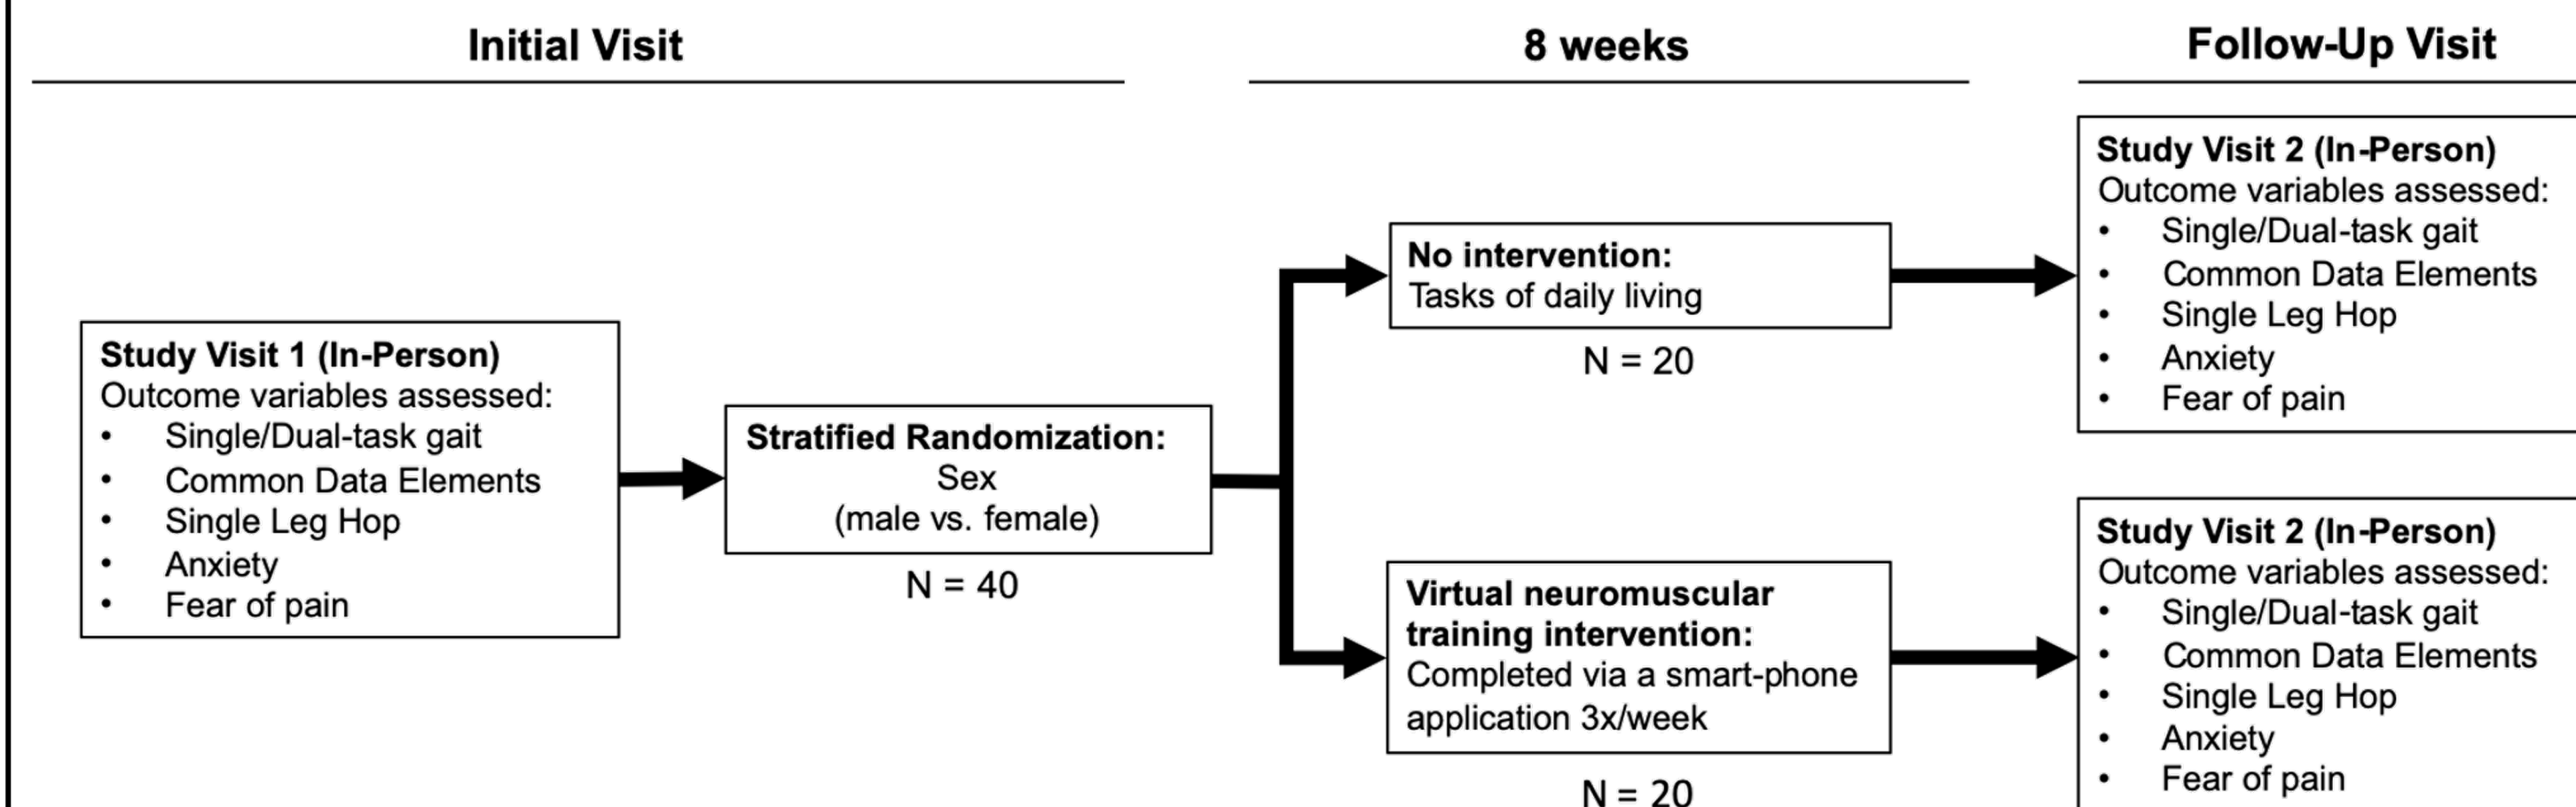 Initial Visit
8 weeks
Follow-Up Visit
Study Visit 1 (In-Person)
Outcome variables assessed:
• Single/Dual-task gait
• Common Data Elements
• Single Leg Hop
• Anxiety
• Fear of pain
Stratified Randomization:
Sex
(male vs. female)
N = 40
No intervention:
Tasks of daily living
N = 20
Virtual neuromuscular
training intervention:
Completed via a smart-phone
application 3x/week
N = 20
Study Visit 2 (In-Person)
Outcome variables assessed:
• Single/Dual-task gait
• Common Data Elements
• Single Leg Hop
• Anxiety
• Fear of pain
Study Visit 2 (In-Person)
Outcome variables assessed:
• Single/Dual-task gait
• Common Data Elements
• Single Leg Hop
• Anxiety
• Fear of pain